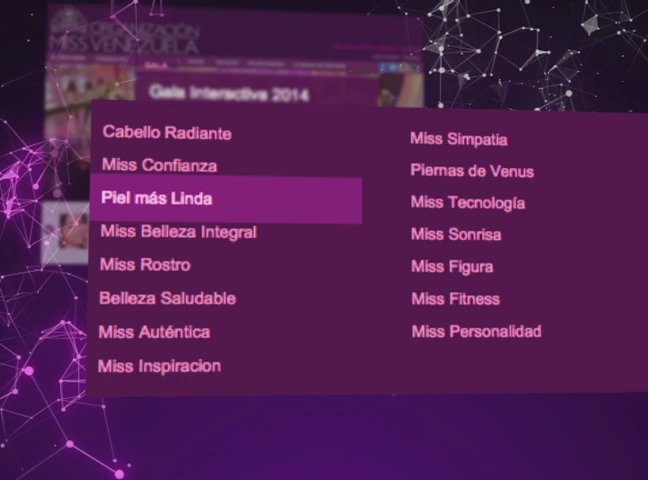 ORGANIZACIÓN
MISS VENEZUELA
GALA
Gala Interactiva 2014
Cabello Radiante
Miss Confianza
Piel más Linda
Miss Belleza Integral
Miss Rostro
Belleza Saludable
Miss Auténtica
Miss Inspiracion
Miss Simpatia
Piernas de Venus
Miss Tecnología
Miss Sonrisa
Miss Figura
Miss Fitness
Miss Personalidad